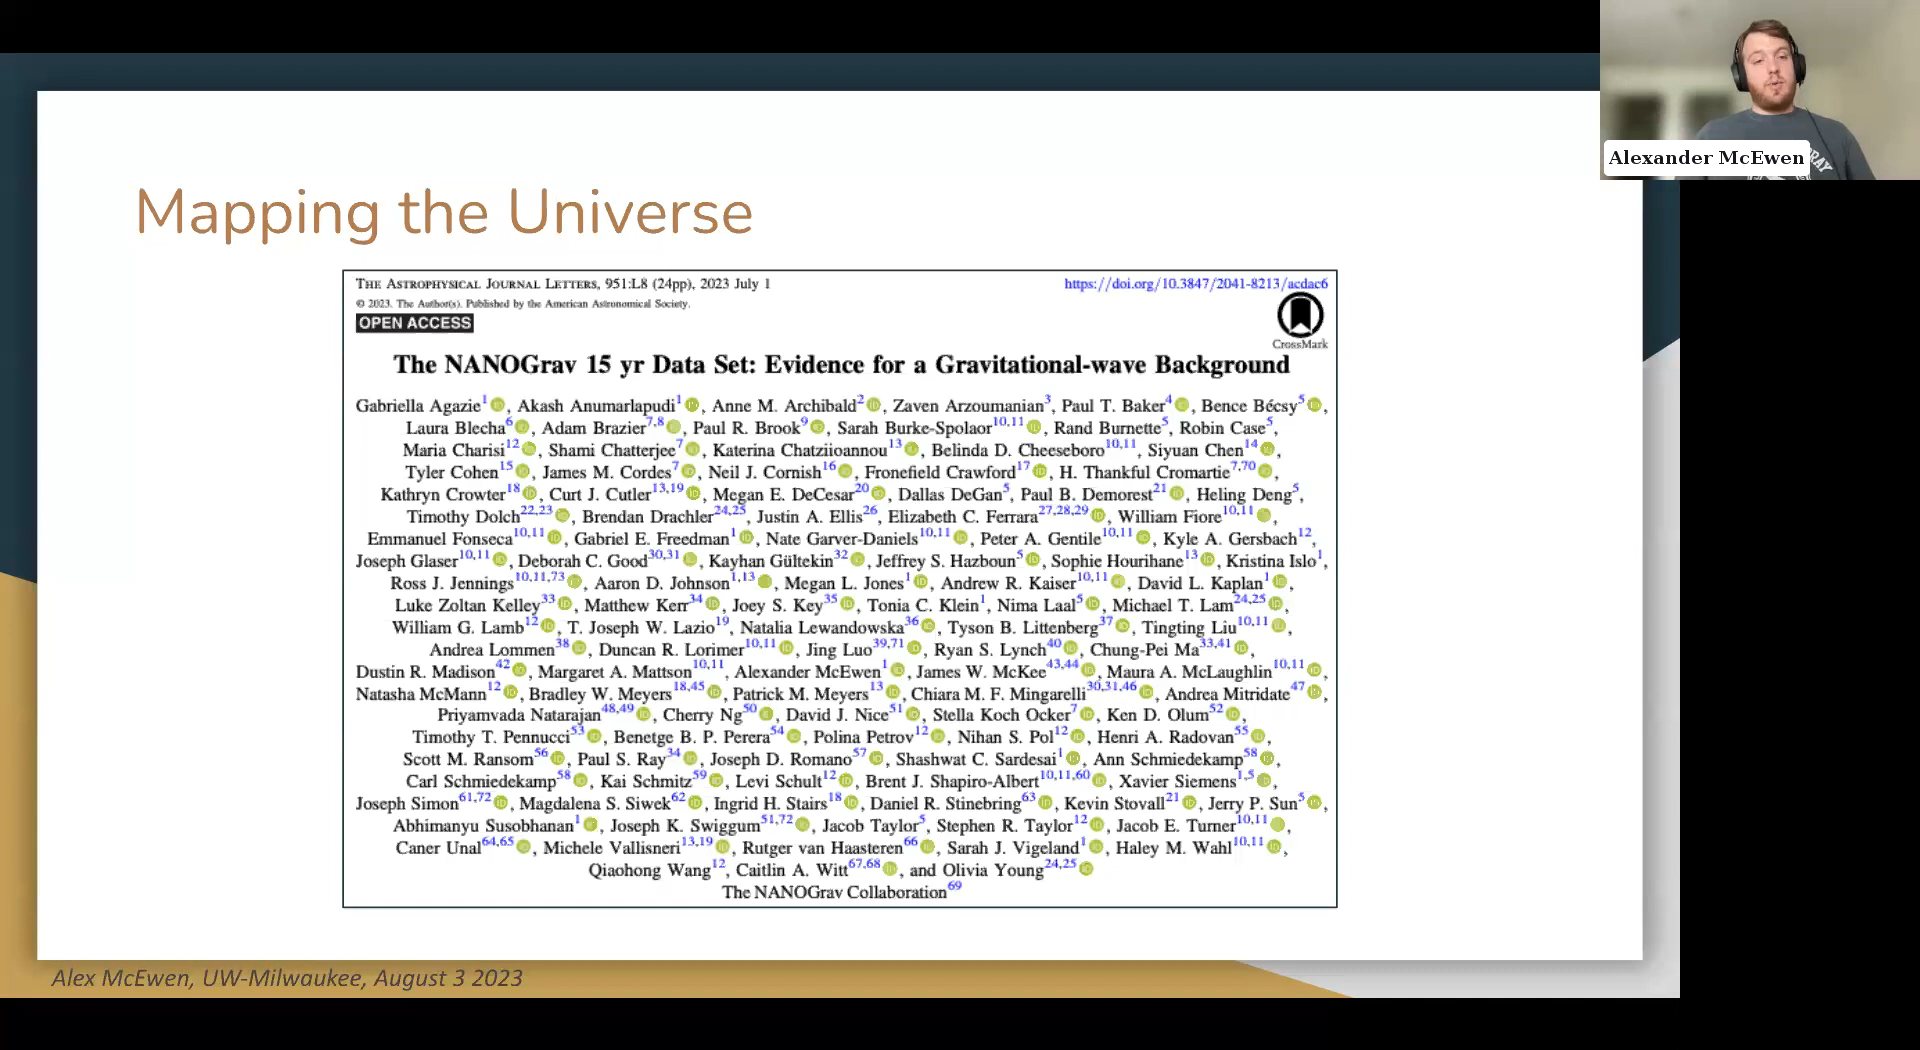 Mapping the Universe
THE ASTROPHYSICAL JOURNAL LETTERS, 951:L8 (24pp), 2023 July 1
https://doi.org/10.3847/2041-8213/acdac6
© 2023. The Author(s). Published by the American Astronomical Society.
OPEN ACCESS
CrossMark
The NANOGrav 15 yr Data Set: Evidence for a Gravitational-wave Background
Gabriella Agazie1, Akash Anumarlapudi1, Anne M. Archibald2, Zaven Arzoumanian3, Paul T. Baker4, Bence Bécsy5,
Laura Blecha6, Adam Brazier7,8, Paul R. Brook9, Sarah Burke-Spolaor10,11, Rand Burnette5, Robin Case5,
Maria Charisi12, Shami Chatterjee7, Katerina Chatziioannou13, Belinda D. Cheeseboro10,11, Siyuan Chen14,
Tyler Cohen15, James M. Cordes7, Neil J. Cornish16, Fronefield Crawford17, H. Thankful Cromartie7,70,
Kathryn Crowter18, Curt J. Cutler13,19, Megan E. DeCesar20, Dallas DeGan5, Paul B. Demorest21, Heling Deng5,
Timothy Dolch22,23, Brendan Drachler24,25, Justin A. Ellis26, Elizabeth C. Ferrara27,28,29, William Fiore10,11,
Emmanuel Fonseca10,11, Gabriel E. Freedman1, Nate Garver-Daniels10,11, Peter A. Gentile10,11, Kyle A. Gersbach12,
Joseph Glaser10,11, Deborah C. Good30,31, Kayhan Gültekin32, Jeffrey S. Hazboun5, Sophie Hourihane13, Kristina Islo1,
Ross J. Jennings10,11,73, Aaron D. Johnson1,13, Megan L. Jones1, Andrew R. Kaiser10,11, David L. Kaplan1,
Luke Zoltan Kelley33, Matthew Kerr34, Joey S. Key35, Tonia C. Klein1, Nima Laal5, Michael T. Lam24,25,
William G. Lamb12, T. Joseph W. Lazio19, Natalia Lewandowska36, Tyson B. Littenberg37, Tingting Liu10,11,
Andrea Lommen38, Duncan R. Lorimer10,11, Jing Luo39,71, Ryan S. Lynch40, Chung-Pei Ma33,41,
Dustin R. Madison42, Margaret A. Mattson10,11, Alexander McEwen1, James W. McKee43,44, Maura A. McLaughlin10,11,
Natasha McMann12, Bradley W. Meyers18,45, Patrick M. Meyers13, Chiara M. F. Mingarelli30,31,46, Andrea Mitridate47,
Priyamvada Natarajan48,49, Cherry Ng50, David J. Nice51, Stella Koch Ocker7, Ken D. Olum52,
Timothy T. Pennucci53, Benetge B. P. Perera54, Polina Petrov12, Nihan S. Pol12, Henri A. Radovan55,
Scott M. Ransom56, Paul S. Ray34, Joseph D. Romano57, Shashwat C. Sardesai1, Ann Schmiedekamp58,
Carl Schmiedekamp58, Kai Schmitz59, Levi Schult12, Brent J. Shapiro-Albert10,11,60, Xavier Siemens1,5,
Joseph Simon61,72, Magdalena S. Siwek62, Ingrid H. Stairs18, Daniel R. Stinebring63, Kevin Stovall21, Jerry P. Sun5,
Abhimanyu Susobhanan1, Joseph K. Swiggum51,72, Jacob Taylor5, Stephen R. Taylor12, Jacob E. Turner10,11,
Caner Unal64,65, Michele Vallisneri13,19, Rutger van Haasteren66, Sarah J. Vigeland1, Haley M. Wahl10,11,
Qiaohong Wang12, Caitlin A. Witt67,68, and Olivia Young24,25
The NANOGrav Collaboration69
Alex McEwen, UW-Milwaukee, August 3 2023
Alexander McEwen